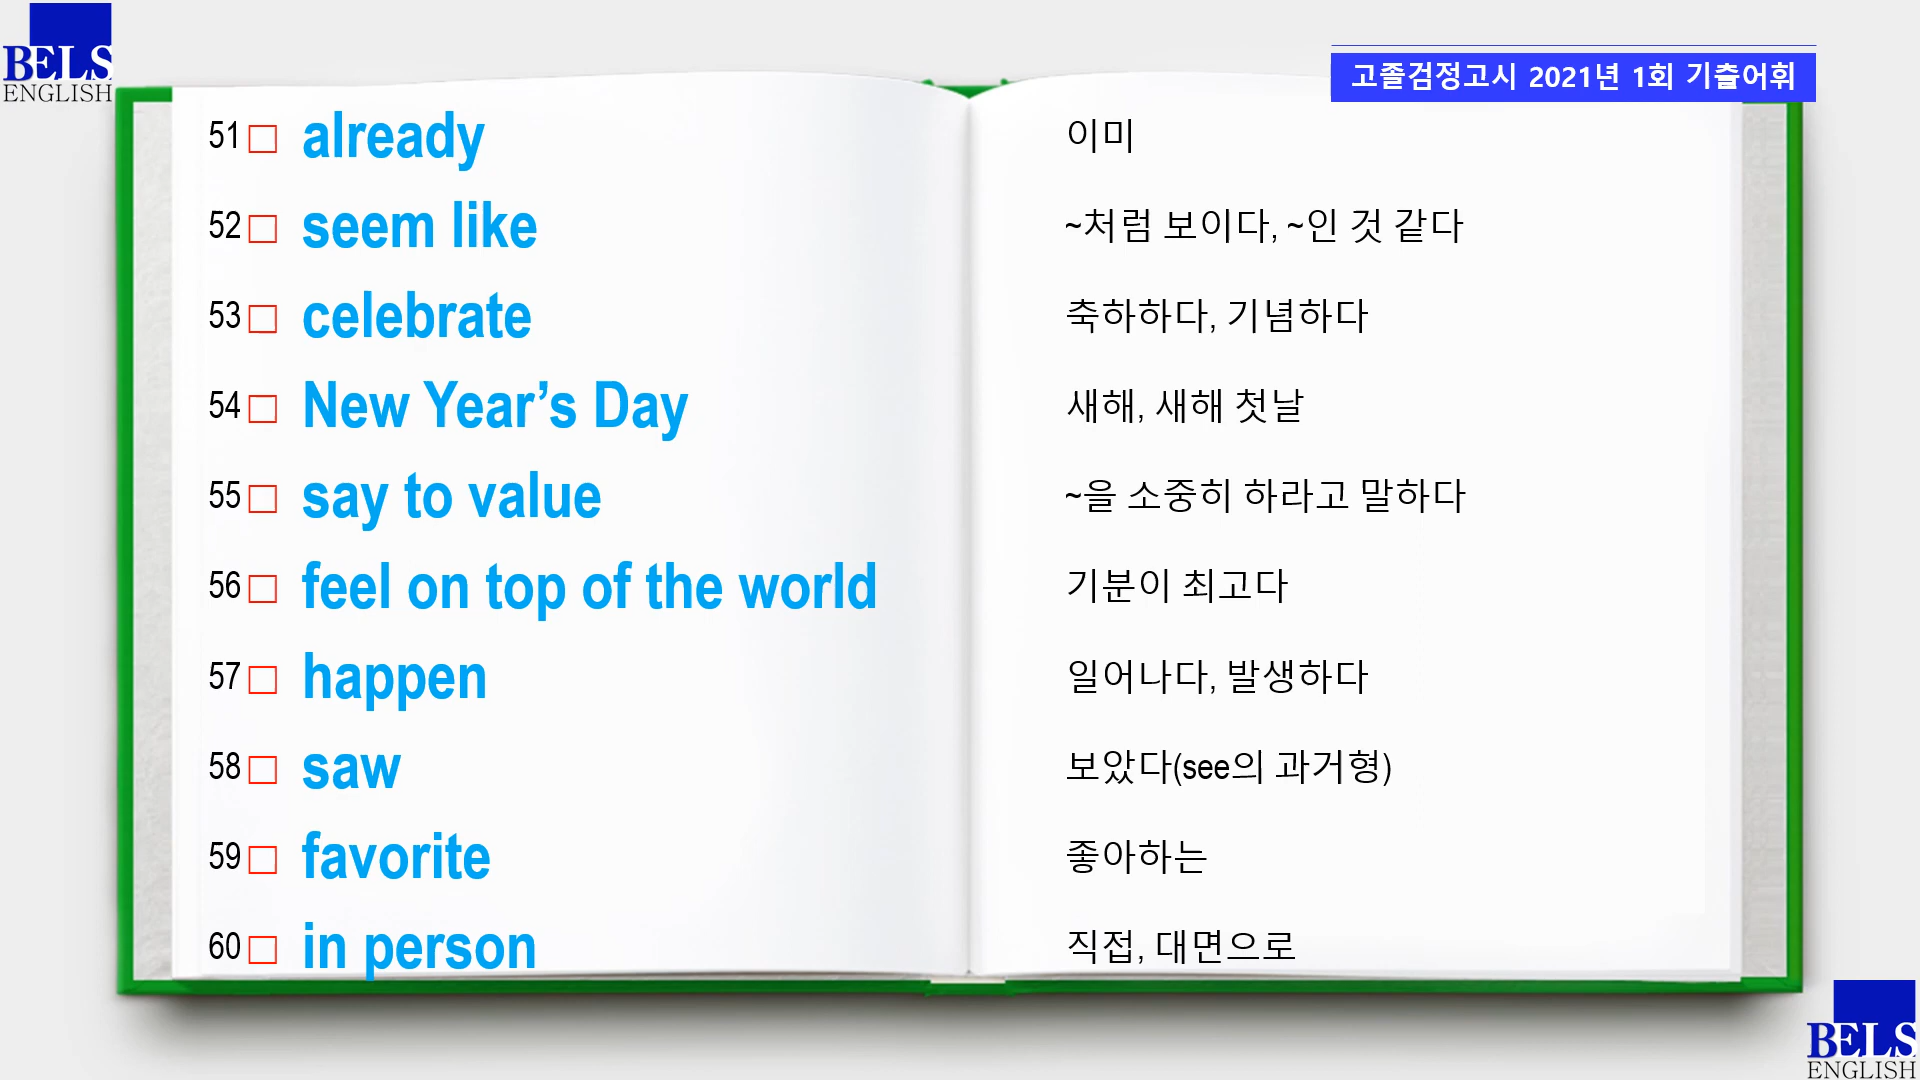 BELS
ENGLISH
고졸검정고시 2021년 1회 기출어휘
51 □ already 이미
52 □ seem like ~처럼 보이다, ~인 것 같다
53 □ celebrate 축하하다, 기념하다
54 □ New Year’s Day 새해, 새해 첫날
55 □ say to value ~을 소중히 하라고 말하다
56 □ feel on top of the world 기분이 최고다
57 □ happen 일어나다, 발생하다
58 □ saw 보았다(see의 과거형)
59 □ favorite 좋아하는
60 □ in person 직접, 대면으로
BELS
ENGLISH